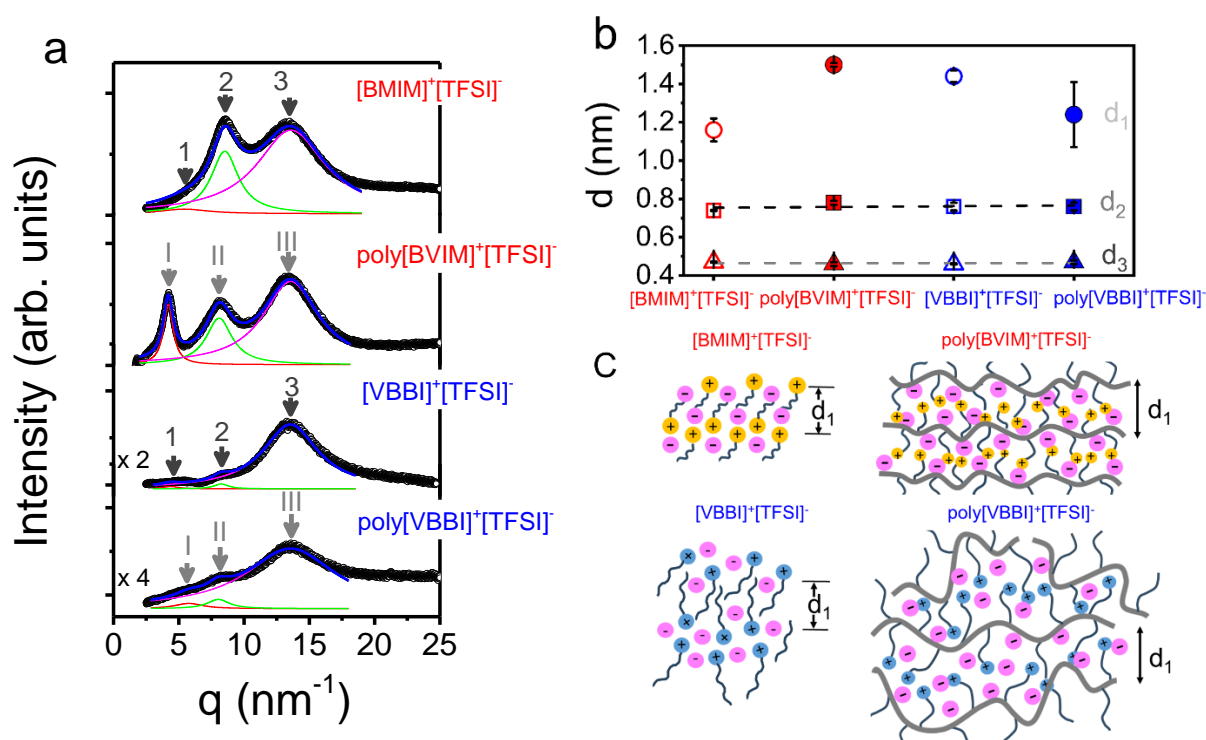 a
Intensity (arb. units)
[BMIM]⁺[TFSI]⁻
1
2
3
poly[BVIM]⁺[TFSI]⁻
I
II
III
[VBBI]⁺[TFSI]⁻
x 2
1
2
3
poly[VBBI]⁺[TFSI]⁻
x 4
I
II
III
0 5 10 15 20 25
q (nm⁻¹)
b
d (nm)
1.6
1.4
1.2
1.0
0.8
0.6
0.4
d₁
d₂
d₃
[BMIM]⁺[TFSI]⁻ poly[BVIM]⁺[TFSI]⁻ [VBBI]⁺[TFSI]⁻ poly[VBBI]⁺[TFSI]⁻
c
[BMIM]⁺[TFSI]⁻
d₁
poly[BVIM]⁺[TFSI]⁻
d₁
[VBBI]⁺[TFSI]⁻
d₁
poly[VBBI]⁺[TFSI]⁻
d₁